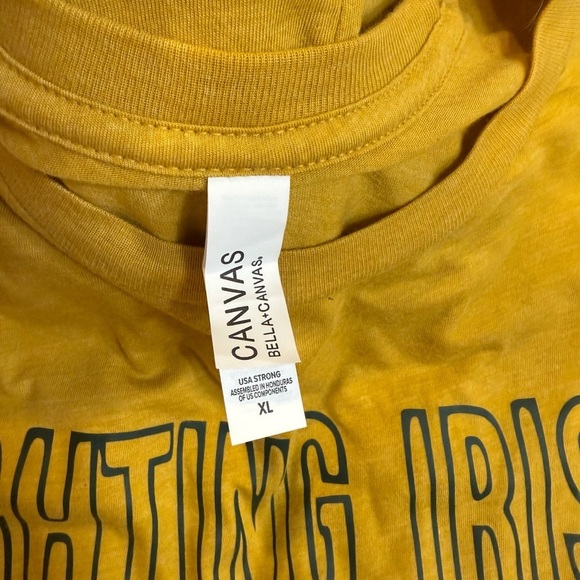 CANVAS
BELLA+CANVAS®
USA STRONG
ASSEMBLED IN HONDURAS
OF US COMPONENTS
XL
HTING IRIS